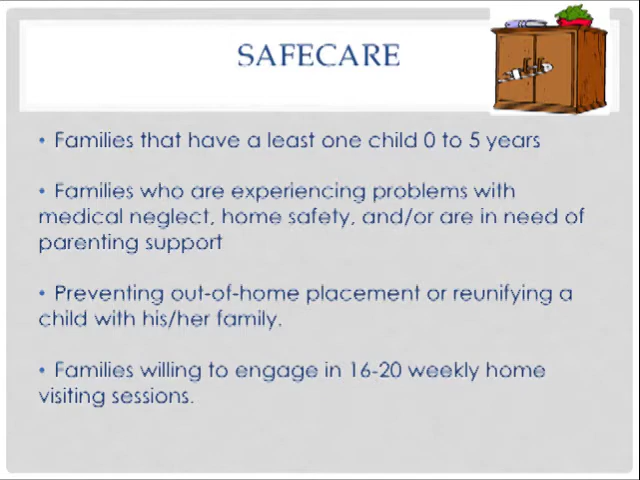 SAFECARE
• Families that have a least one child 0 to 5 years
• Families who are experiencing problems with
medical neglect, home safety, and/or are in need of
parenting support
• Preventing out-of-home placement or reunifying a
child with his/her family.
• Families willing to engage in 16-20 weekly home
visiting sessions.